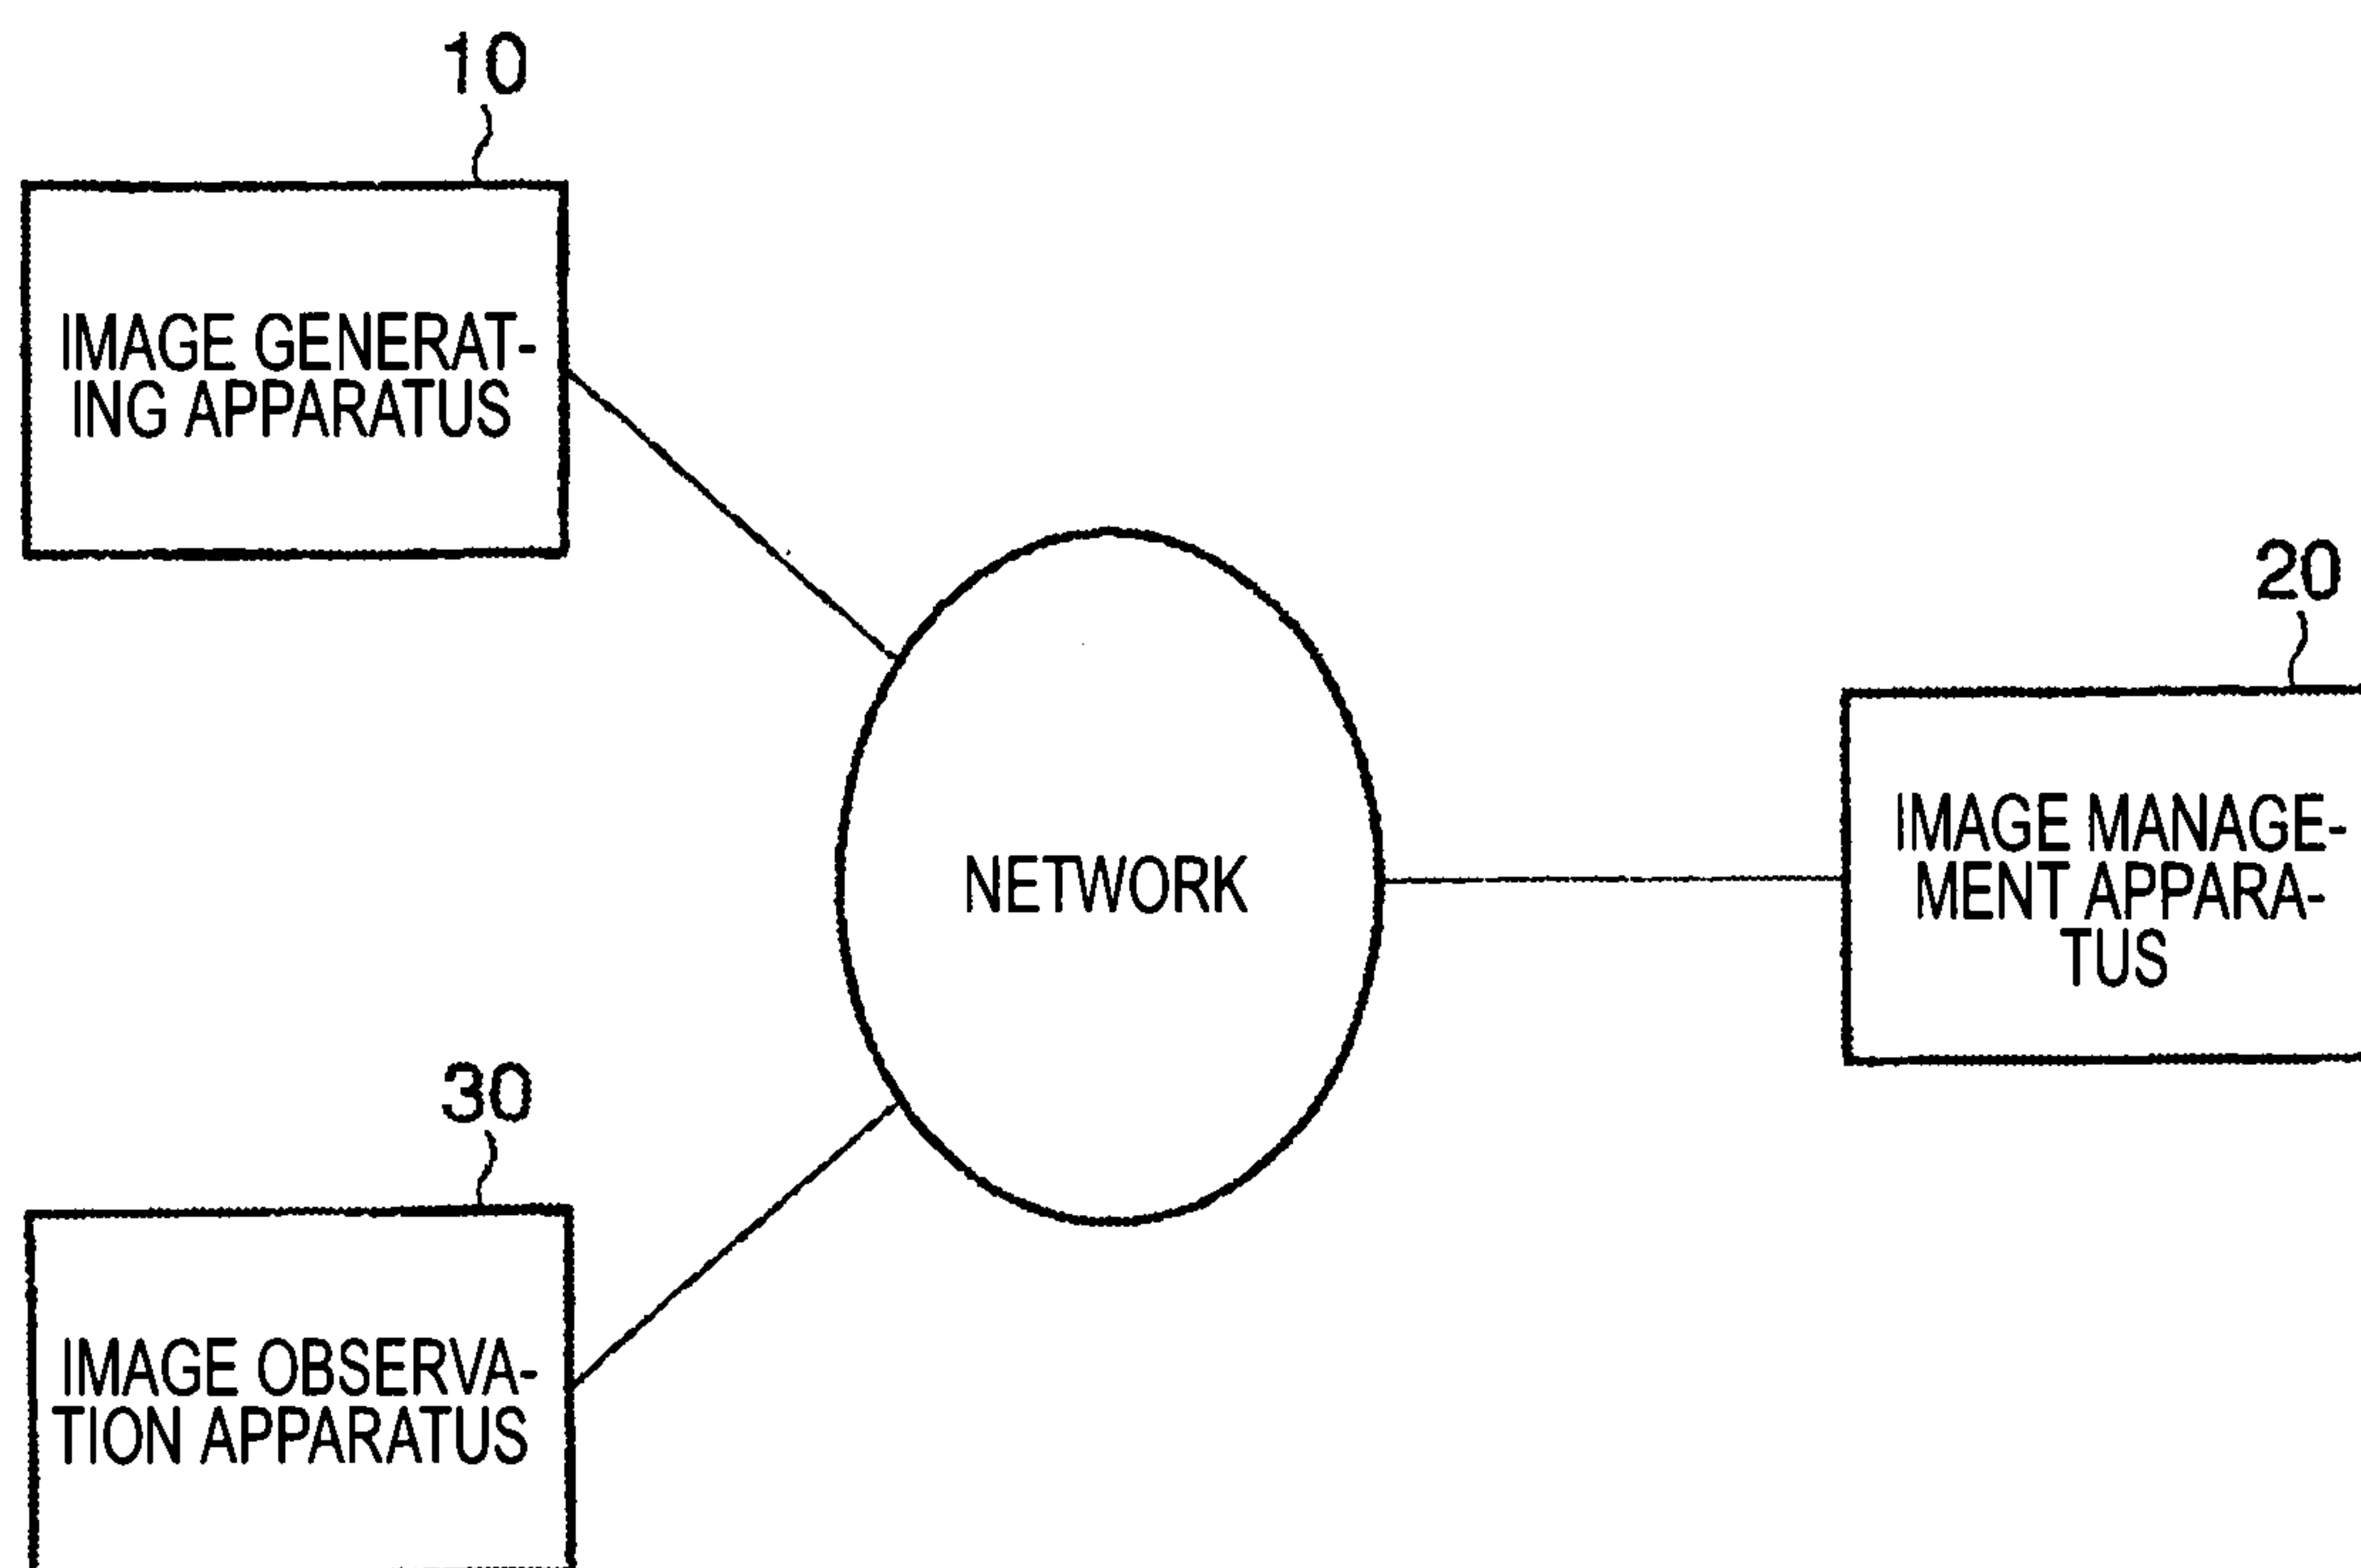 10
IMAGE GENERAT-
ING APPARATUS
20
IMAGE MANAGE-
MENT APPARA-
TUS
NETWORK
30
IMAGE OBSERVA-
TION APPARATUS